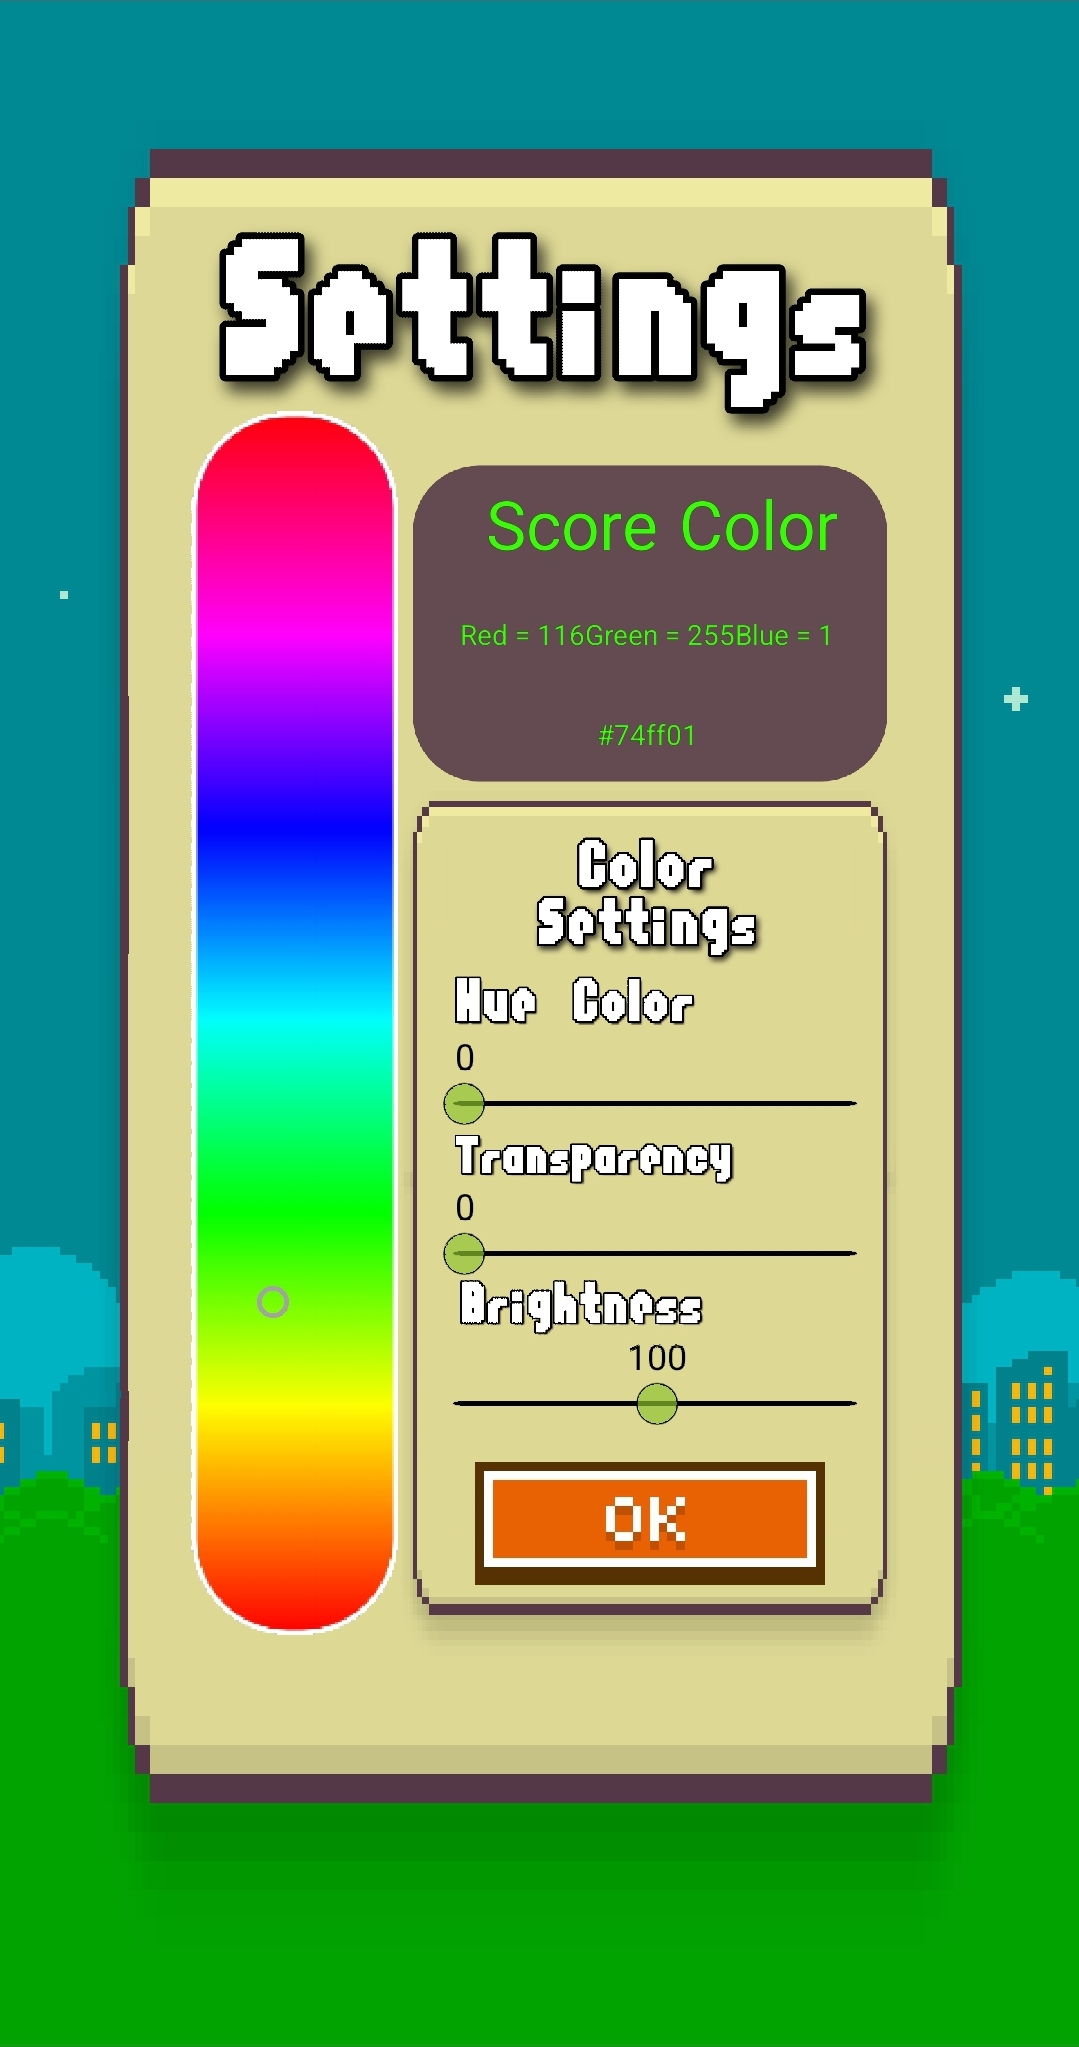 Settings
Score Color
Red = 116Green = 255Blue = 1
#74ff01
Color
Settings
Hue Color
0
Transparency
0
Brightness
100
OK